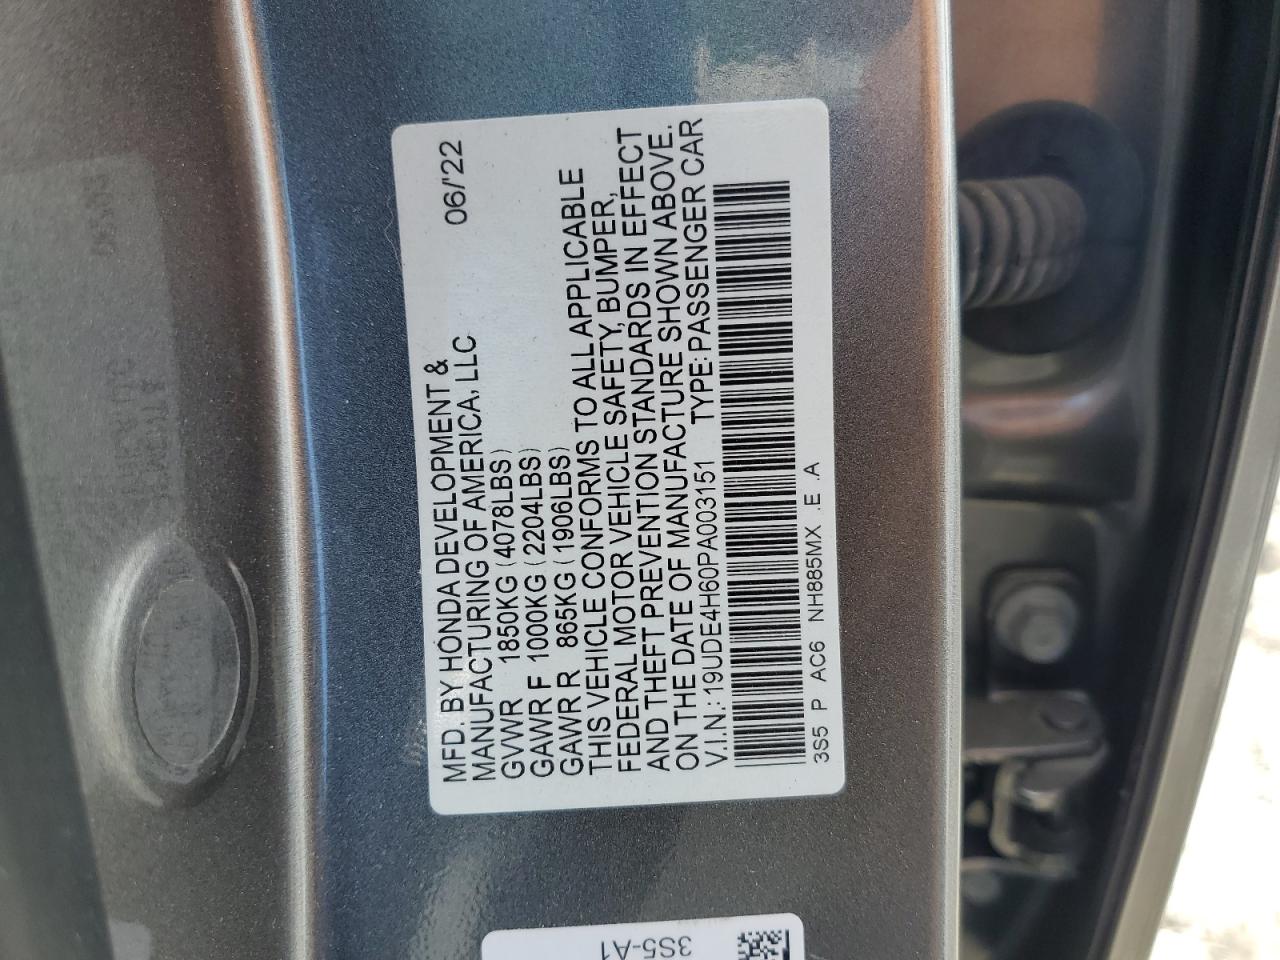 MFD. BY HONDA DEVELOPMENT & 06/'22
MANUFACTURING OF AMERICA, LLC
GVWR 1850KG (4078LBS)
GAWR F 1000KG (2204LBS)
GAWR R 865KG (1906LBS)
THIS VEHICLE CONFORMS TO ALL APPLICABLE
FEDERAL MOTOR VEHICLE SAFETY, BUMPER,
AND THEFT PREVENTION STANDARDS IN EFFECT
ON THE DATE OF MANUFACTURE SHOWN ABOVE.
V.I.N.: 19UDE4H60PA003151 TYPE: PASSENGER CAR
3S5 P AC6 NH885MX .E .A
3S5-A1